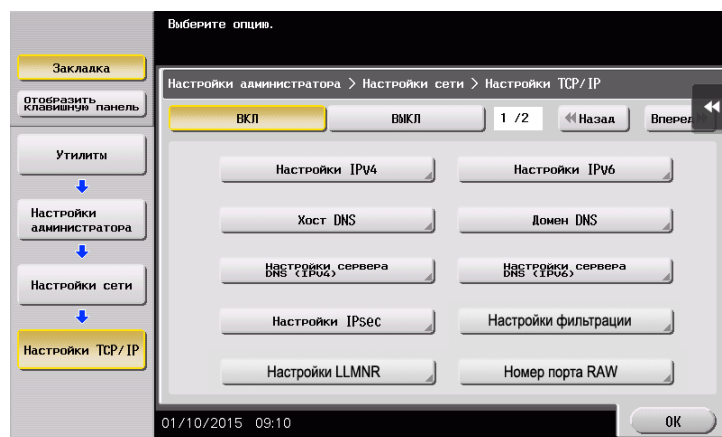 Выберите опцию.
Закладка
Отобразить
клавишную панель
Утилиты
Настройки
администратора
Настройки сети
Настройки TCP/IP
Настройки администратора > Настройки сети > Настройки TCP/IP
ВКЛ ВЫКЛ 1 /2 Назад Вперед
Настройки IPv4 Настройки IPv6
Хост DNS Домен DNS
Настройки сервера
DNS (IPv4)
Настройки сервера
DNS (IPv6)
Настройки IPsec Настройки фильтрации
Настройки LLMNR Номер порта RAW
01/10/2015 09:10
OK